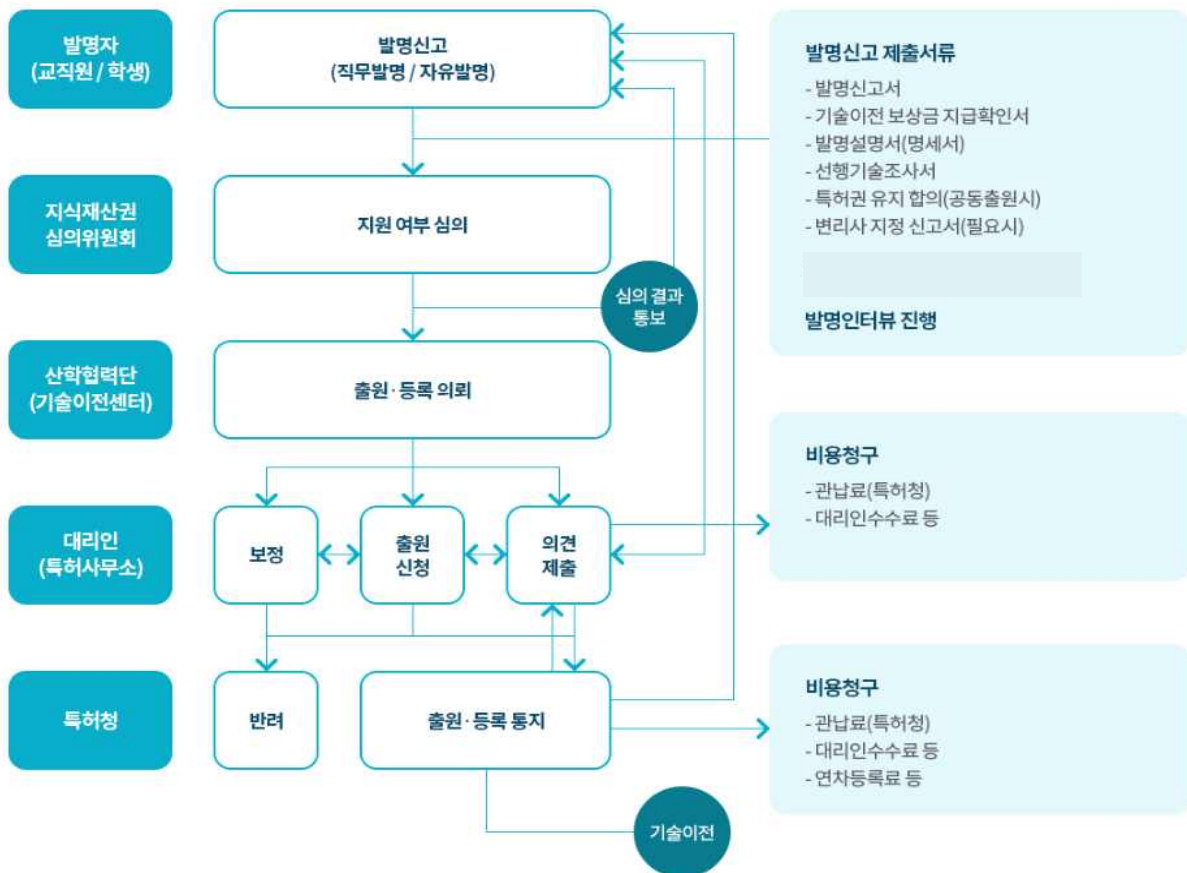 발명자
(교직원 / 학생)
발명신고
(직무발명 / 자유발명)
발명신고 제출서류
- 발명신고서
- 기술이전 보상금 지급확인서
- 발명설명서(명세서)
- 선행기술조사서
- 특허권 유지 합의(공동출원시)
- 변리사 지정 신고서(필요시)
발명인터뷰 진행
지식재산권
심의위원회
지원 여부 심의
심의 결과
통보
산학협력단
(기술이전센터)
출원·등록 의뢰
대리인
(특허사무소)
보정
출원
신청
의견
제출
비용청구
- 관납료(특허청)
- 대리인수수료 등
특허청
반려
출원·등록 통지
비용청구
- 관납료(특허청)
- 대리인수수료 등
- 연차등록료 등
기술이전